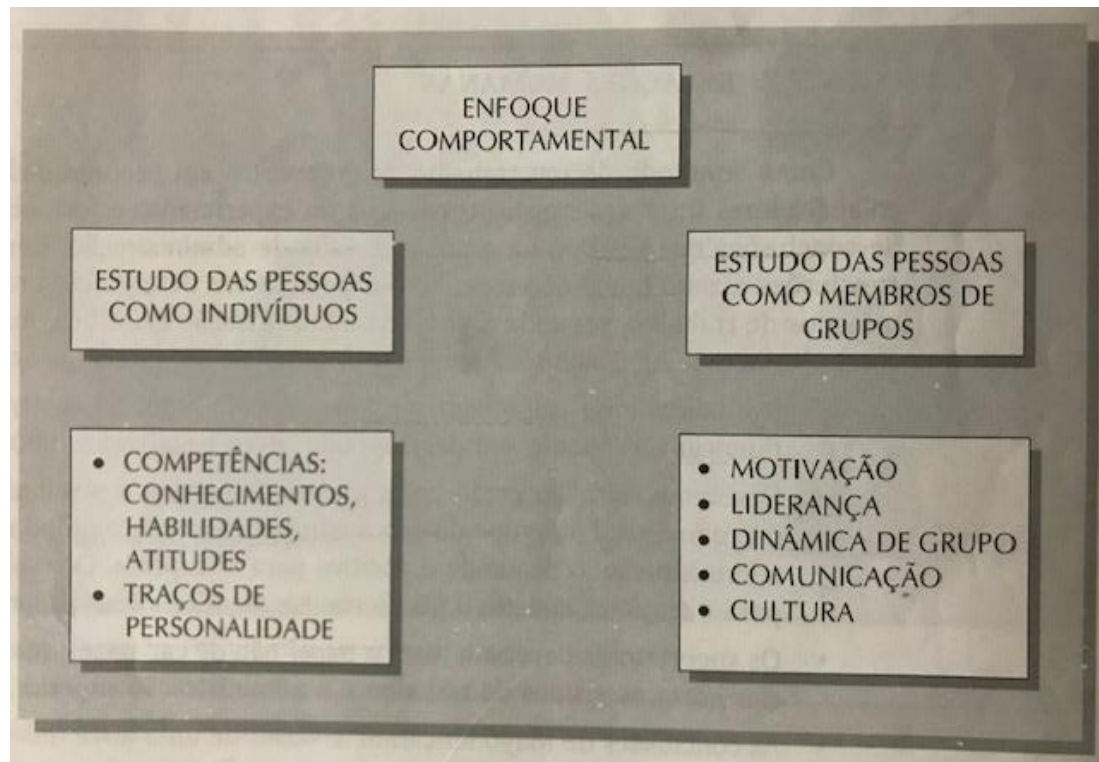 ENFOQUE
COMPORTAMENTAL
ESTUDO DAS PESSOAS
COMO INDIVÍDUOS
ESTUDO DAS PESSOAS
COMO MEMBROS DE
GRUPOS
• COMPETÊNCIAS:
CONHECIMENTOS,
HABILIDADES,
ATITUDES
• TRAÇOS DE
PERSONALIDADE
• MOTIVAÇÃO
• LIDERANÇA
• DINÂMICA DE GRUPO
• COMUNICAÇÃO
• CULTURA